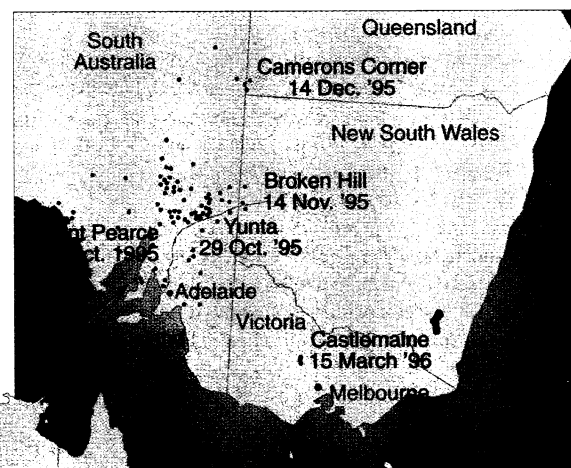 South
Australia
Queensland
Camerons Corner
14 Dec. '95
New South Wales
Broken Hill
14 Nov. '95
Pearce
Yunta
29 Oct. '95
Adelaide
Victoria
Castlemaine
15 March '96
Melbourne